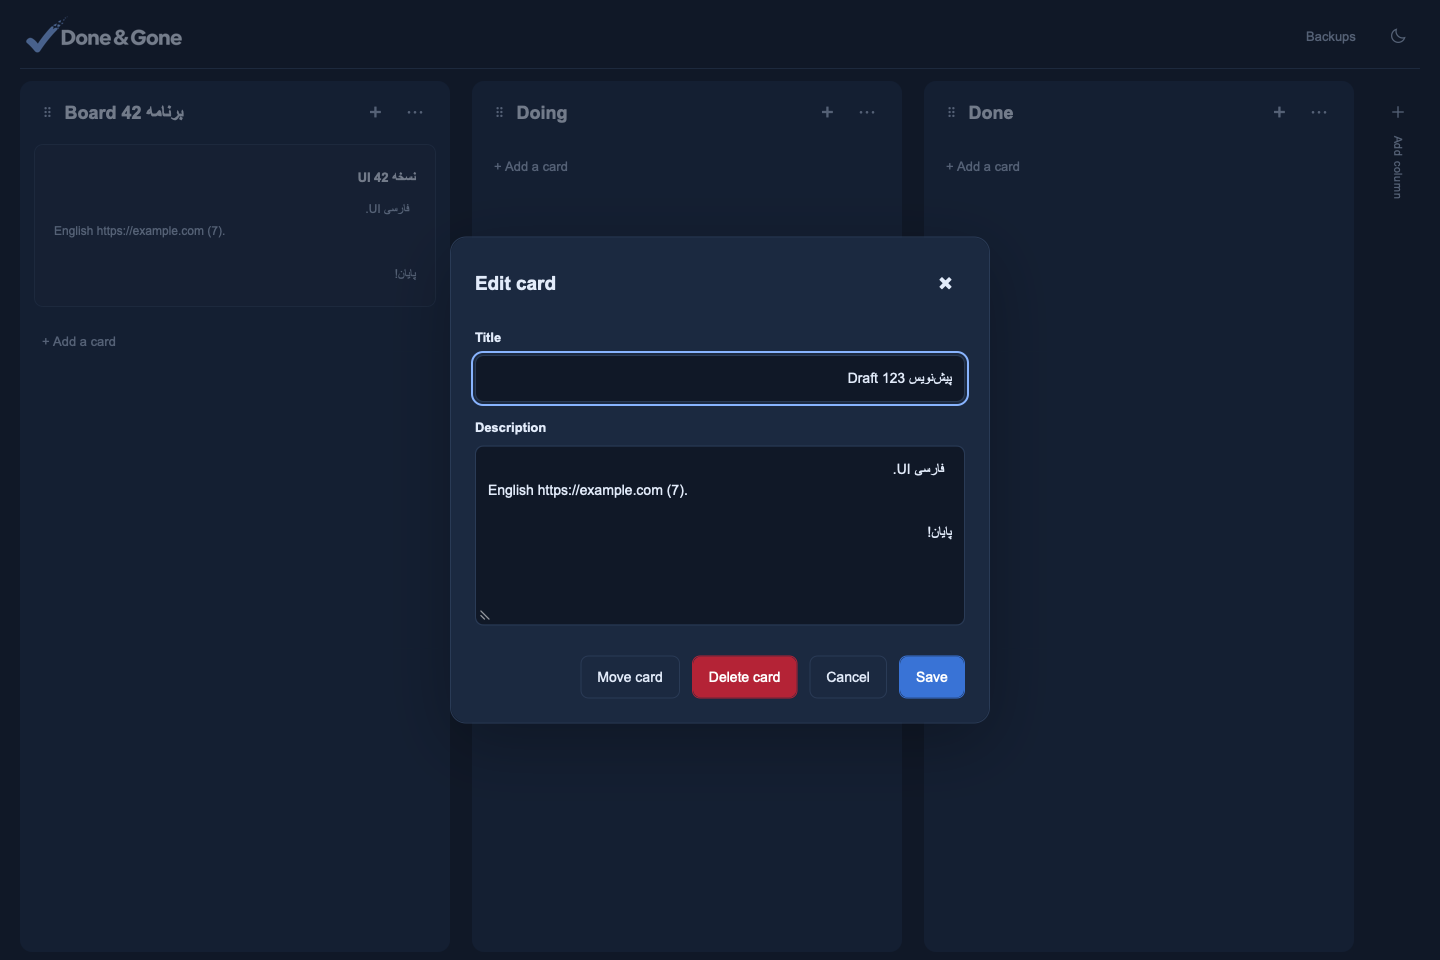 Done&Gone
Backups
برنامه Board 42
نسخه UI 42
فارسی UI.
English https://example.com (7).
پایان!
+ Add a card
Doing
+ Add a card
Done
+ Add a card
Add column
Edit card
Title
پیش‌نویس Draft 123
Description
فارسی UI.
English https://example.com (7).
پایان!
Move card
Delete card
Cancel
Save